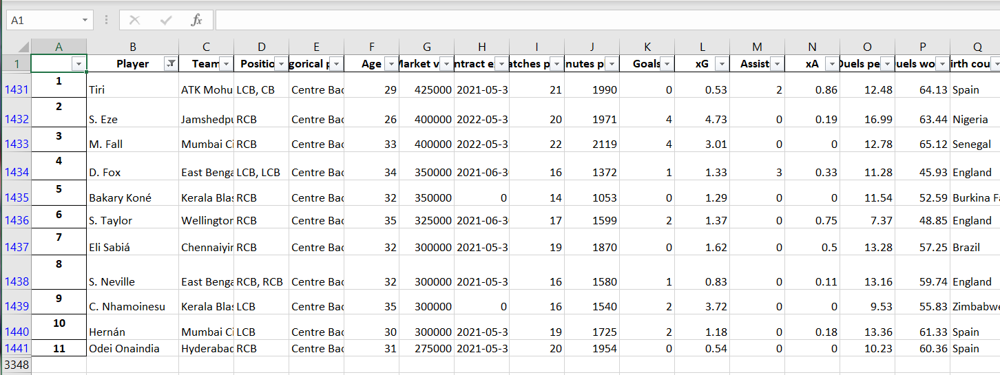 A1 fx
A B C D E F G H I J K L M N O P Q
1 Player Team Positio gorical p Age Market v ntract e atches p nutes p Goals xG Assist xA Duels pe uels wo irth cou
1431 1 Tiri ATK Mohu LCB, CB Centre Bac 29 425000 2021-05-3 21 1990 0 0.53 2 0.86 12.48 64.13 Spain
1432 2 S. Eze Jamshedpu RCB Centre Bac 26 400000 2022-05-3 20 1971 4 4.73 0 0.19 16.99 63.44 Nigeria
1433 3 M. Fall Mumbai Ci RCB Centre Bac 33 400000 2022-05-3 22 2119 4 3.01 0 0 12.78 65.12 Senegal
1434 4 D. Fox East Benga LCB, LCB Centre Bac 34 350000 2021-06-3 16 1372 1 1.33 3 0.33 11.28 45.93 England
1435 5 Bakary Koné Kerala Blas RCB Centre Bac 32 350000 0 14 1053 0 1.29 0 0 11.54 52.59 Burkina Fa
1436 6 S. Taylor Wellington RCB Centre Bac 35 325000 2021-06-3 17 1599 2 1.37 0 0.75 7.37 48.85 England
1437 7 Eli Sabiá Chennaiyin RCB Centre Bac 32 300000 2021-05-3 19 1870 0 1.62 0 0.5 13.28 57.25 Brazil
1438 8 S. Neville East Benga RCB, RCB Centre Bac 32 300000 2021-05-3 16 1580 1 0.83 0 0.11 13.16 59.74 England
1439 9 C. Nhamoinesu Kerala Blas LCB Centre Bac 35 300000 0 16 1540 2 3.72 0 0 9.53 55.83 Zimbabwe
1440 10 Hernán Mumbai Ci LCB Centre Bac 30 300000 2021-05-3 19 1725 2 1.18 0 0.18 13.36 61.33 Spain
1441 11 Odei Onaindia Hyderabad RCB Centre Bac 31 275000 2021-05-3 20 1954 0 0.54 0 0 10.23 60.36 Spain
3348